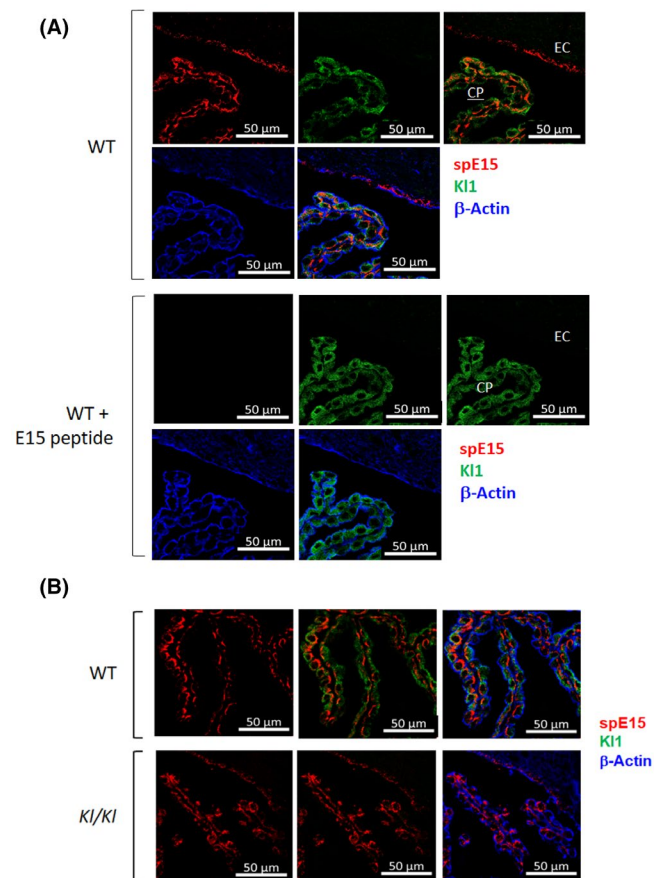 (A)
WT
EC
CP
50 µm
50 µm
50 µm
50 µm
50 µm
spE15
Kl1
β-Actin
WT +
E15 peptide
EC
CP
50 µm
50 µm
50 µm
50 µm
50 µm
spE15
Kl1
β-Actin
(B)
WT
50 µm
50 µm
50 µm
spE15
Kl1
β-Actin
Kl/Kl
50 µm
50 µm
50 µm